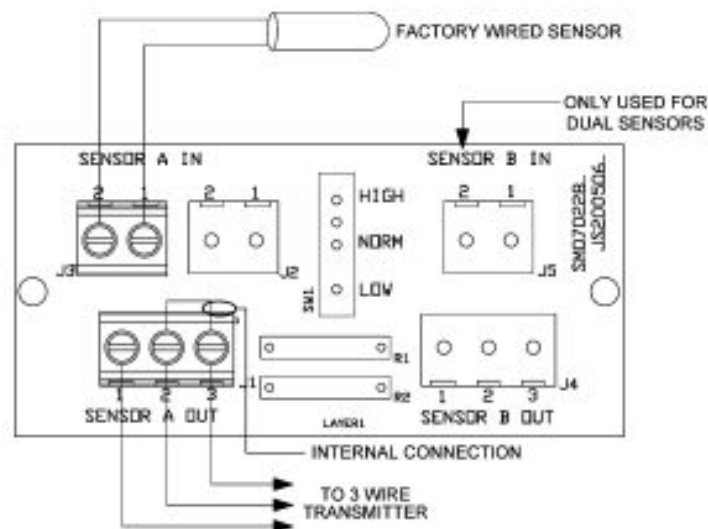 FACTORY WIRED SENSOR
ONLY USED FOR
DUAL SENSORS
SENSOR A IN
SENSOR B IN
2 1
2 1
2 1
HIGH
NORM
LOW
SW1
J3
J2
J5
SM07022B
JS200506
J1
R1
R2
J4
1 2 3
1 2 3
SENSOR A OUT
LAYER1
SENSOR B OUT
INTERNAL CONNECTION
TO 3 WIRE
TRANSMITTER